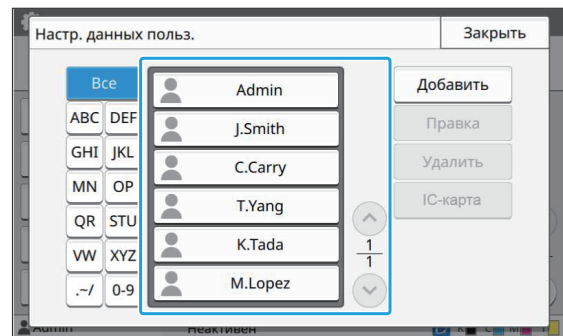 Настр. данных польз.
Закрыть
Все
ABC DEF
GHI JKL
MN OP
QR STU
VW XYZ
.~/ 0-9
Admin
J.Smith
C.Carry
T.Yang
K.Tada
M.Lopez
1
1
Добавить
Правка
Удалить
IC-карта
Admin
Неактивен